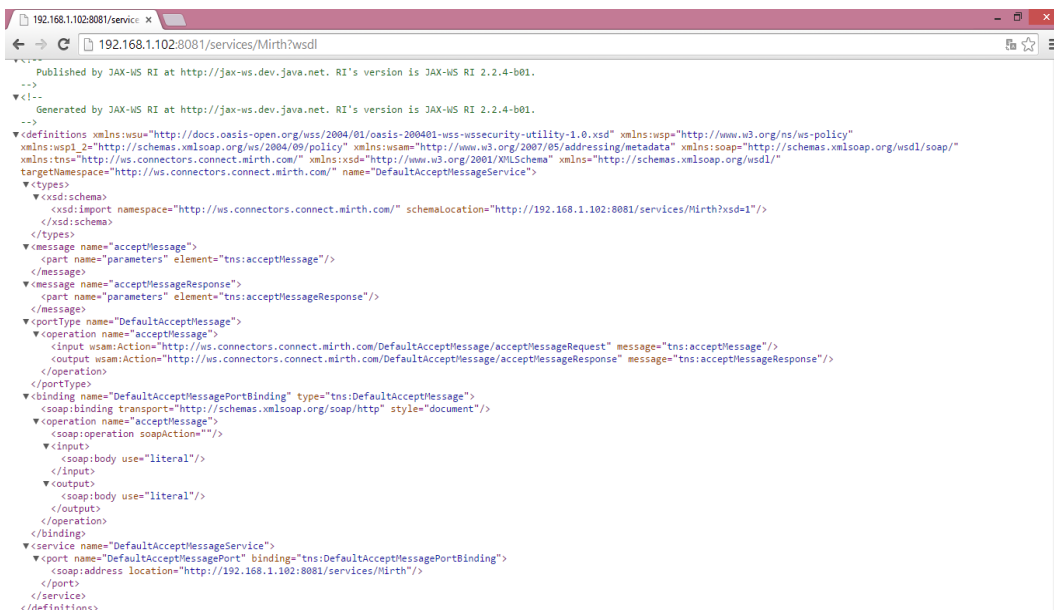 192.168.1.102:8081/service ×
192.168.1.102:8081/services/Mirth?wsdl
▼<!--
Published by JAX-WS RI at http://jax-ws.dev.java.net. RI's version is JAX-WS RI 2.2.4-b01.
-->
▼<!--
Generated by JAX-WS RI at http://jax-ws.dev.java.net. RI's version is JAX-WS RI 2.2.4-b01.
-->
▼<definitions xmlns:wsu="http://docs.oasis-open.org/wss/2004/01/oasis-200401-wss-wssecurity-utility-1.0.xsd" xmlns:wsp="http://www.w3.org/ns/ws-policy"
xmlns:wsp1_2="http://schemas.xmlsoap.org/ws/2004/09/policy" xmlns:wsam="http://www.w3.org/2007/05/addressing/metadata" xmlns:soap="http://schemas.xmlsoap.org/wsdl/soap/"
xmlns:tns="http://ws.connectors.connect.mirth.com/" xmlns:xsd="http://www.w3.org/2001/XMLSchema" xmlns="http://schemas.xmlsoap.org/wsdl/"
targetNamespace="http://ws.connectors.connect.mirth.com/" name="DefaultAcceptMessageService">
▼<types>
▼<xsd:schema>
<xsd:import namespace="http://ws.connectors.connect.mirth.com/" schemaLocation="http://192.168.1.102:8081/services/Mirth?xsd=1"/>
</xsd:schema>
</types>
▼<message name="acceptMessage">
<part name="parameters" element="tns:acceptMessage"/>
</message>
▼<message name="acceptMessageResponse">
<part name="parameters" element="tns:acceptMessageResponse"/>
</message>
▼<portType name="DefaultAcceptMessage">
▼<operation name="acceptMessage">
<input wsam:Action="http://ws.connectors.connect.mirth.com/DefaultAcceptMessage/acceptMessageRequest" message="tns:acceptMessage"/>
<output wsam:Action="http://ws.connectors.connect.mirth.com/DefaultAcceptMessage/acceptMessageResponse" message="tns:acceptMessageResponse"/>
</operation>
</portType>
▼<binding name="DefaultAcceptMessagePortBinding" type="tns:DefaultAcceptMessage">
<soap:binding transport="http://schemas.xmlsoap.org/soap/http" style="document"/>
▼<operation name="acceptMessage">
<soap:operation soapAction=""/>
▼<input>
<soap:body use="literal"/>
</input>
▼<output>
<soap:body use="literal"/>
</output>
</operation>
</binding>
▼<service name="DefaultAcceptMessageService">
▼<port name="DefaultAcceptMessagePort" binding="tns:DefaultAcceptMessagePortBinding">
<soap:address location="http://192.168.1.102:8081/services/Mirth"/>
</port>
</service>
</definitions>